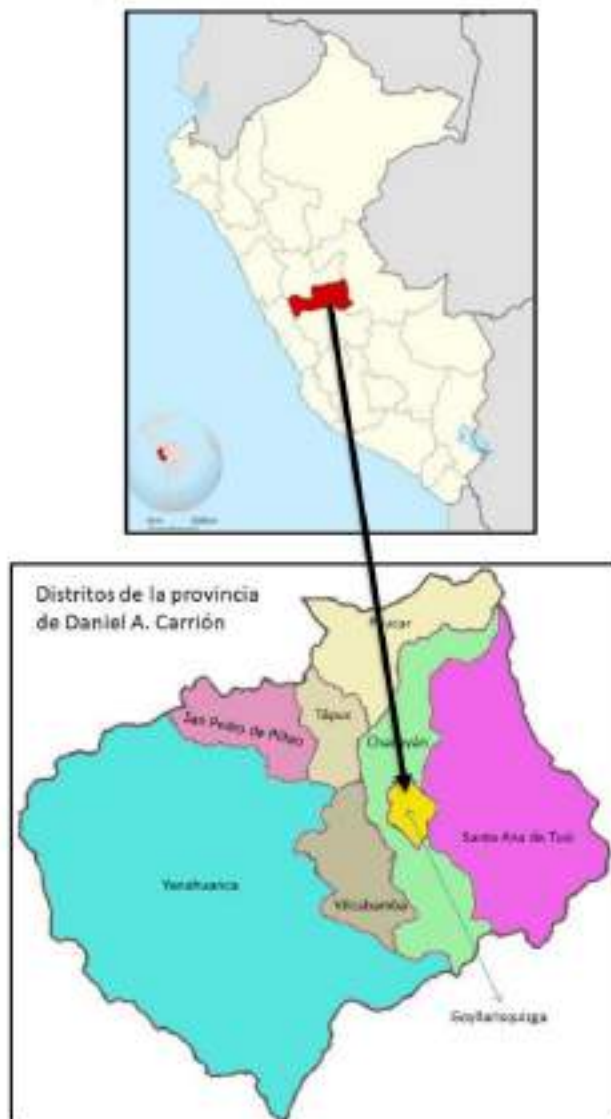 Distritos de la provincia
de Daniel A. Carrión
San Pedro de Pillao
Tápuc
Santa Ana de Tusi
Yanahuanca
Vilcabamba
Goyllarisquizga